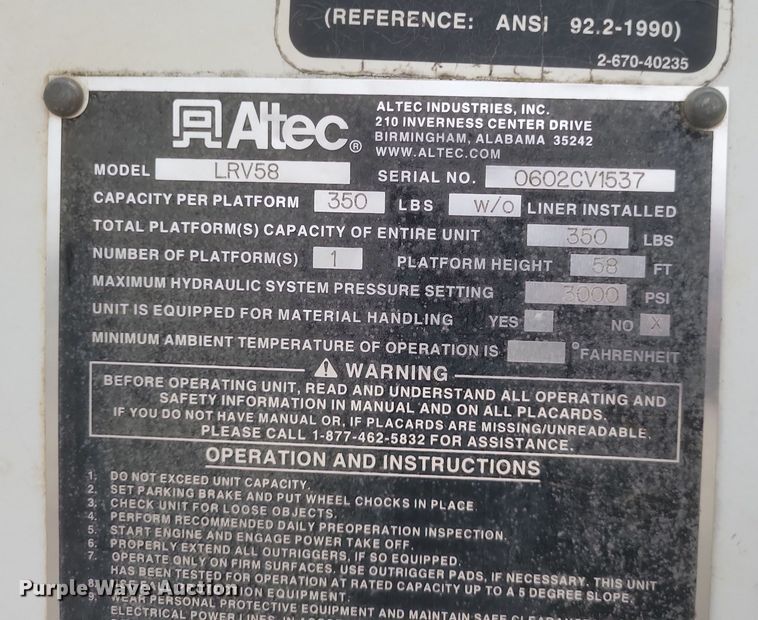 (REFERENCE: ANSI 92.2-1990)
2-670-40235
Altec®
ALTEC INDUSTRIES, INC.
210 INVERNESS CENTER DRIVE
BIRMINGHAM, ALABAMA 35242
WWW.ALTEC.COM
MODEL LRV58 SERIAL NO. 0602CV1537
CAPACITY PER PLATFORM 350 LBS W/O LINER INSTALLED
TOTAL PLATFORM(S) CAPACITY OF ENTIRE UNIT 350 LBS
NUMBER OF PLATFORM(S) 1 PLATFORM HEIGHT 58 FT
MAXIMUM HYDRAULIC SYSTEM PRESSURE SETTING 3000 PSI
UNIT IS EQUIPPED FOR MATERIAL HANDLING YES NO X
MINIMUM AMBIENT TEMPERATURE OF OPERATION IS °FAHRENHEIT
WARNING
BEFORE OPERATING UNIT, READ AND UNDERSTAND ALL OPERATING AND
SAFETY INFORMATION IN MANUAL AND ON ALL PLACARDS.
IF YOU DO NOT HAVE MANUAL OR, IF PLACARDS ARE MISSING/UNREADABLE,
PLEASE CALL 1-877-462-5832 FOR ASSISTANCE.
OPERATION AND INSTRUCTIONS
1. DO NOT EXCEED UNIT CAPACITY.
2. SET PARKING BRAKE AND PUT WHEEL CHOCKS IN PLACE.
3. CHECK UNIT FOR LOOSE OBJECTS.
4. PERFORM RECOMMENDED DAILY PREOPERATION INSPECTION.
5. START ENGINE AND ENGAGE POWER TAKE OFF.
6. PROPERLY EXTEND ALL OUTRIGGERS, IF SO EQUIPPED.
7. OPERATE ONLY ON FIRM SURFACES. USE OUTRIGGER PADS, IF NECESSARY. THIS UNIT
HAS BEEN TESTED FOR OPERATION AT RATED CAPACITY UP TO A 5 DEGREE SLOPE.
8. USE EQUIPMENT.
9. WEAR PERSONAL PROTECTIVE EQUIPMENT AND MAINTAIN SAFE
ELECTRICAL POWER LINES, IN
Purple Wave Auction